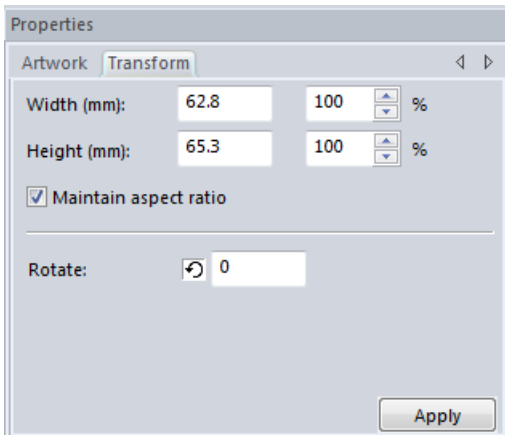 Properties
Artwork Transform
Width (mm): 62.8 100 %
Height (mm): 65.3 100 %
Maintain aspect ratio
Rotate: 0
Apply